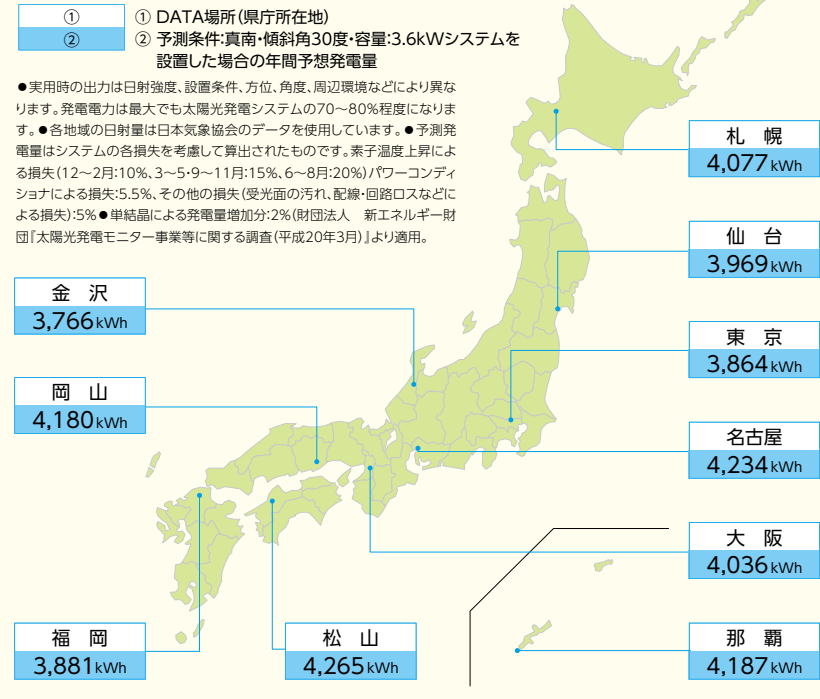 ①
②
① DATA場所(県庁所在地)
② 予測条件:真南・傾斜角30度・容量:3.6kWシステムを
設置した場合の年間予想発電量
●実用時の出力は日射強度、設置条件、方位、角度、周辺環境などにより異な
ります。発電電力は最大でも太陽光発電システムの70〜80%程度になりま
す。●各地域の日射量は日本気象協会のデータを使用しています。●予測発
電量はシステムの各損失を考慮して算出されたものです。素子温度上昇によ
る損失(12〜2月:10%、3〜5・9〜11月:15%、6〜8月:20%)パワーコンディ
ショナによる損失:5.5%、その他の損失(受光面の汚れ、配線・回路ロスなどに
よる損失):5%●単結晶による発電量増加分:2%(財団法人　新エネルギー財
団『太陽光発電モニター事業等に関する調査(平成20年3月)』より適用。
札 幌
4,077kWh
仙 台
3,969kWh
金 沢
3,766kWh
東 京
3,864kWh
岡 山
4,180kWh
名古屋
4,234kWh
大 阪
4,036kWh
福 岡
3,881kWh
松 山
4,265kWh
那 覇
4,187kWh